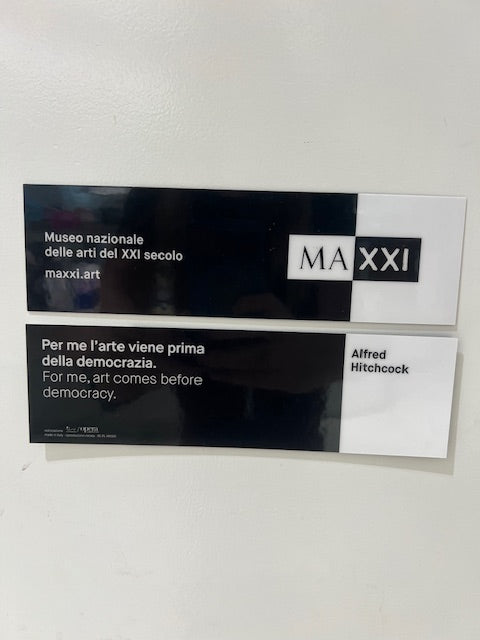 Museo nazionale
delle arti del XXI secolo
maxxi.art
MAXXI
Per me l'arte viene prima
della democrazia.
For me, art comes before
democracy.
Alfred
Hitchcock
opera